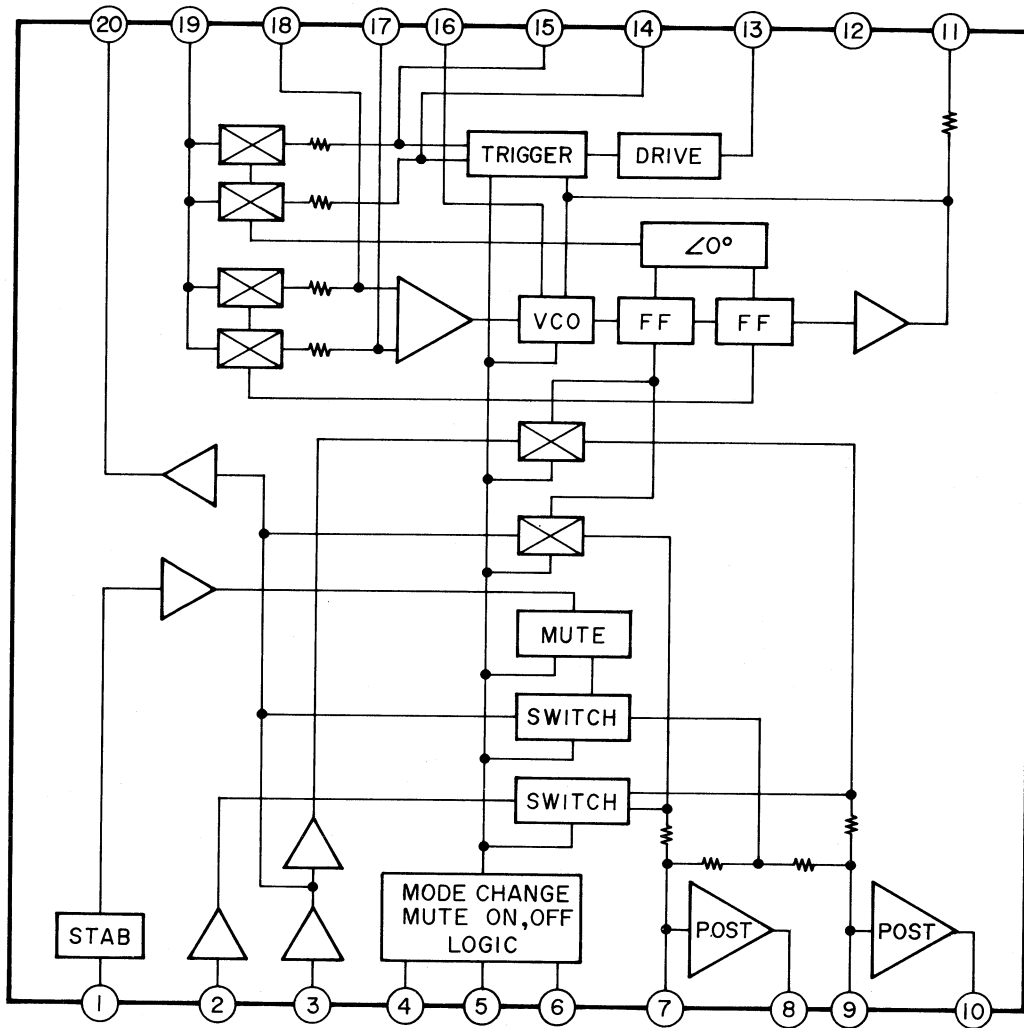 20 19 18 17 16 15 14 13 12 11
TRIGGER
DRIVE
∠0°
VCO
FF
FF
MUTE
SWITCH
SWITCH
MODE CHANGE
MUTE ON,OFF
LOGIC
STAB
POST
POST
1 2 3 4 5 6 7 8 9 10